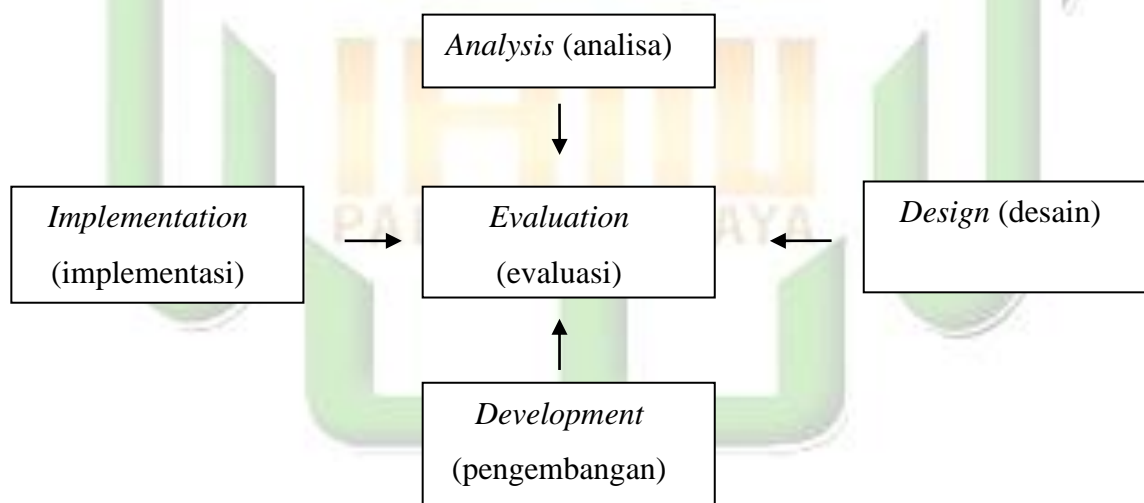 Analysis (analisa)
Implementation
(implementasi)
Evaluation
(evaluasi)
Design (desain)
Development
(pengembangan)